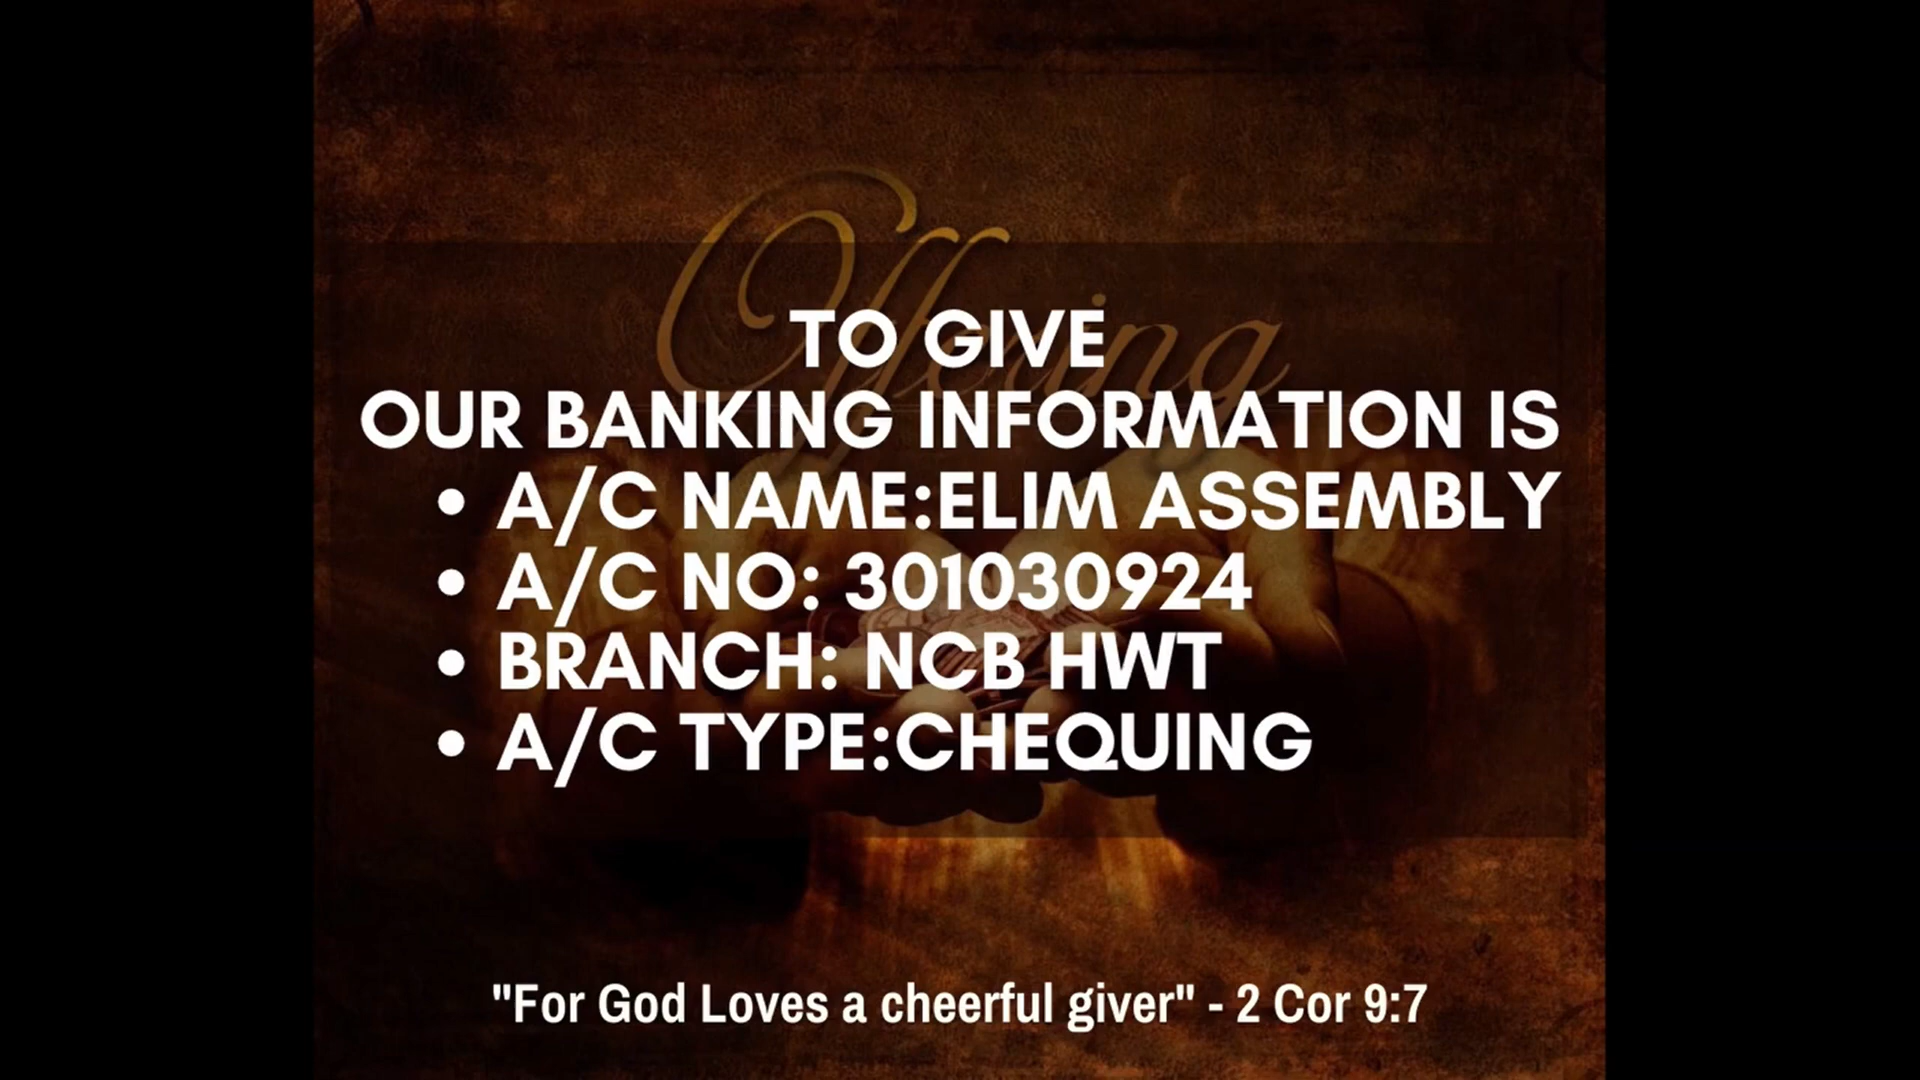 Offering
TO GIVE
OUR BANKING INFORMATION IS
• A/C NAME:ELIM ASSEMBLY
• A/C NO: 301030924
• BRANCH: NCB HWT
• A/C TYPE:CHEQUING
"For God Loves a cheerful giver" - 2 Cor 9:7